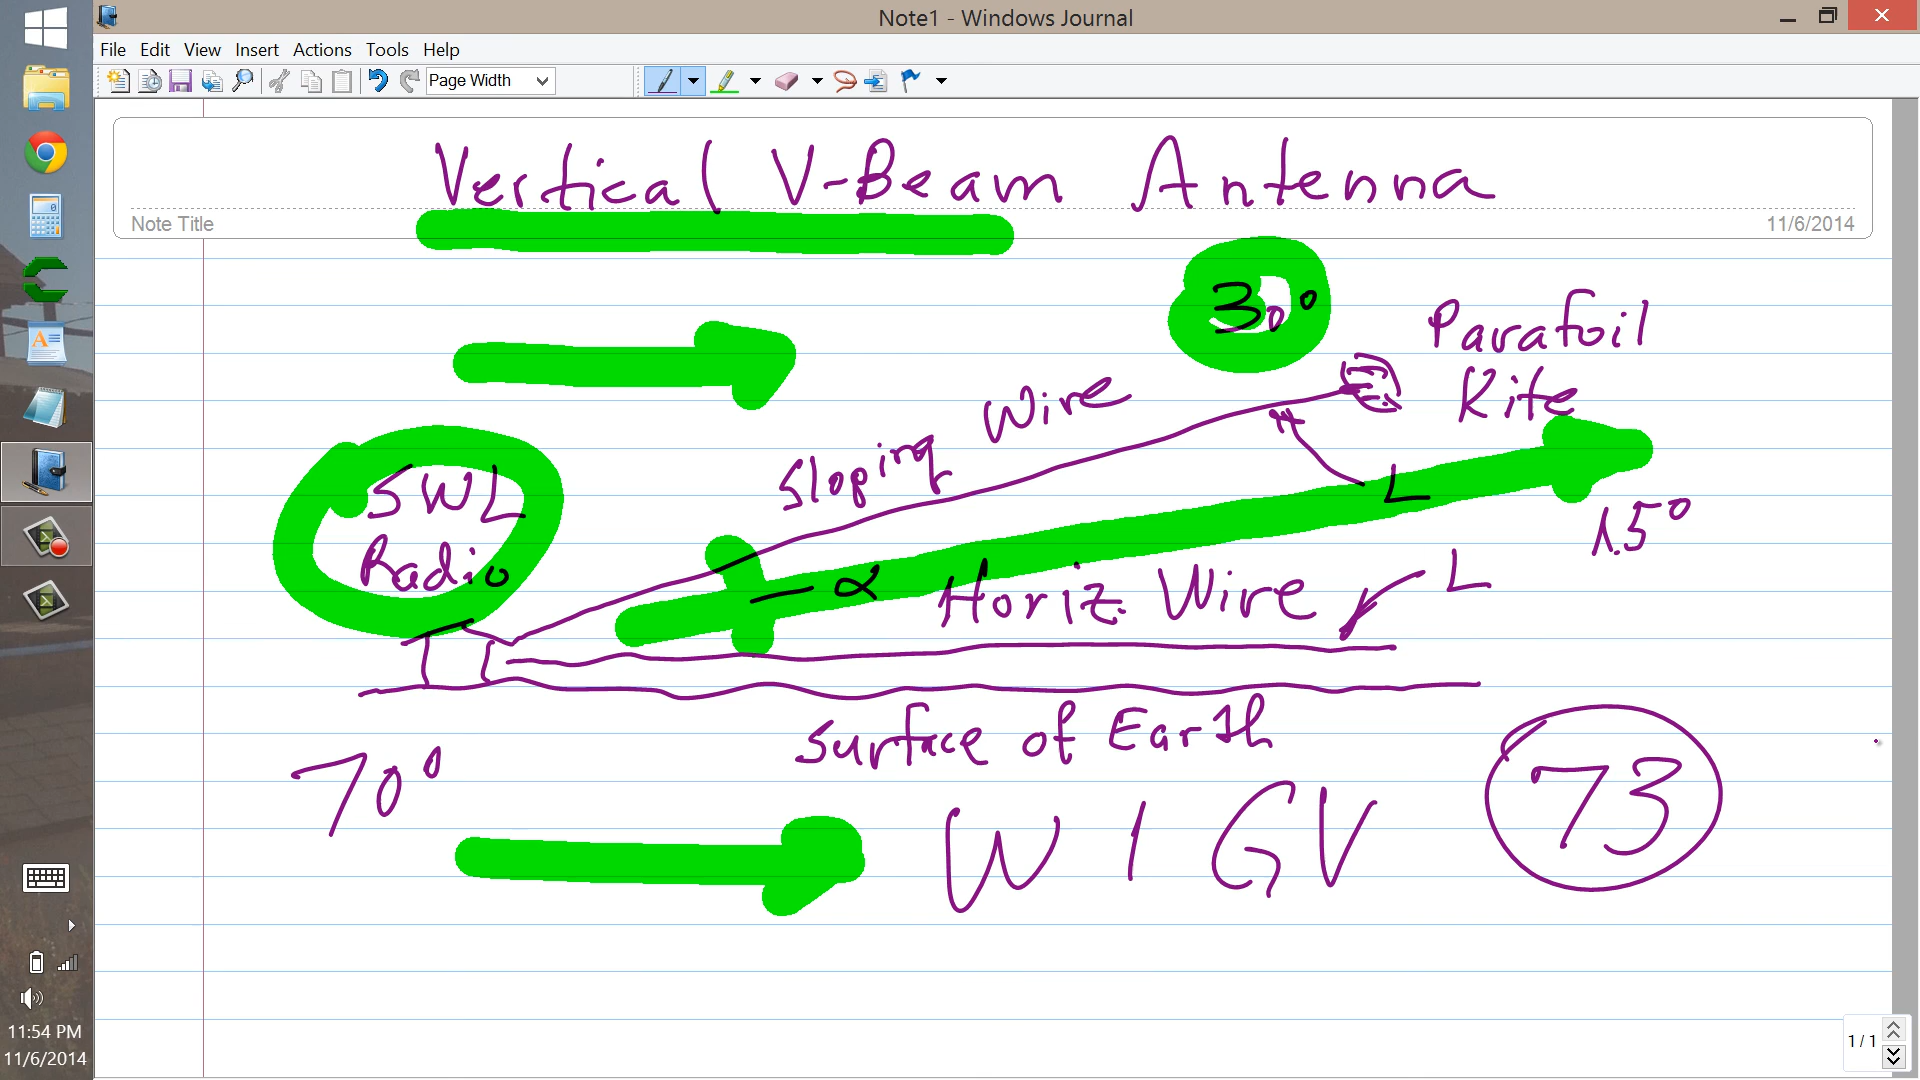 Note1 - Windows Journal
File Edit View Insert Actions Tools Help
Page Width
Vertical V-Beam Antenna
Note Title
11/6/2014
30°
Parafoil
Kite
Sloping Wire
SWL
Radio
L
15°
α
Horiz. Wire
L
Surface of Earth
70°
W1GV
73
11:54 PM
11/6/2014
1 / 1